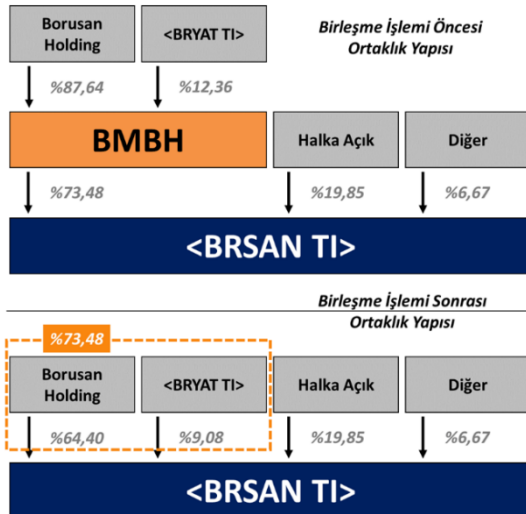 Borusan
Holding
<BRYAT TI>
Birleşme İşlemi Öncesi
Ortaklık Yapısı
%87,64
%12,36
BMBH
Halka Açık
Diğer
%73,48
%19,85
%6,67
<BRSAN TI>
Birleşme İşlemi Sonrası
Ortaklık Yapısı
%73,48
Borusan
Holding
<BRYAT TI>
Halka Açık
Diğer
%64,40
%9,08
%19,85
%6,67
<BRSAN TI>